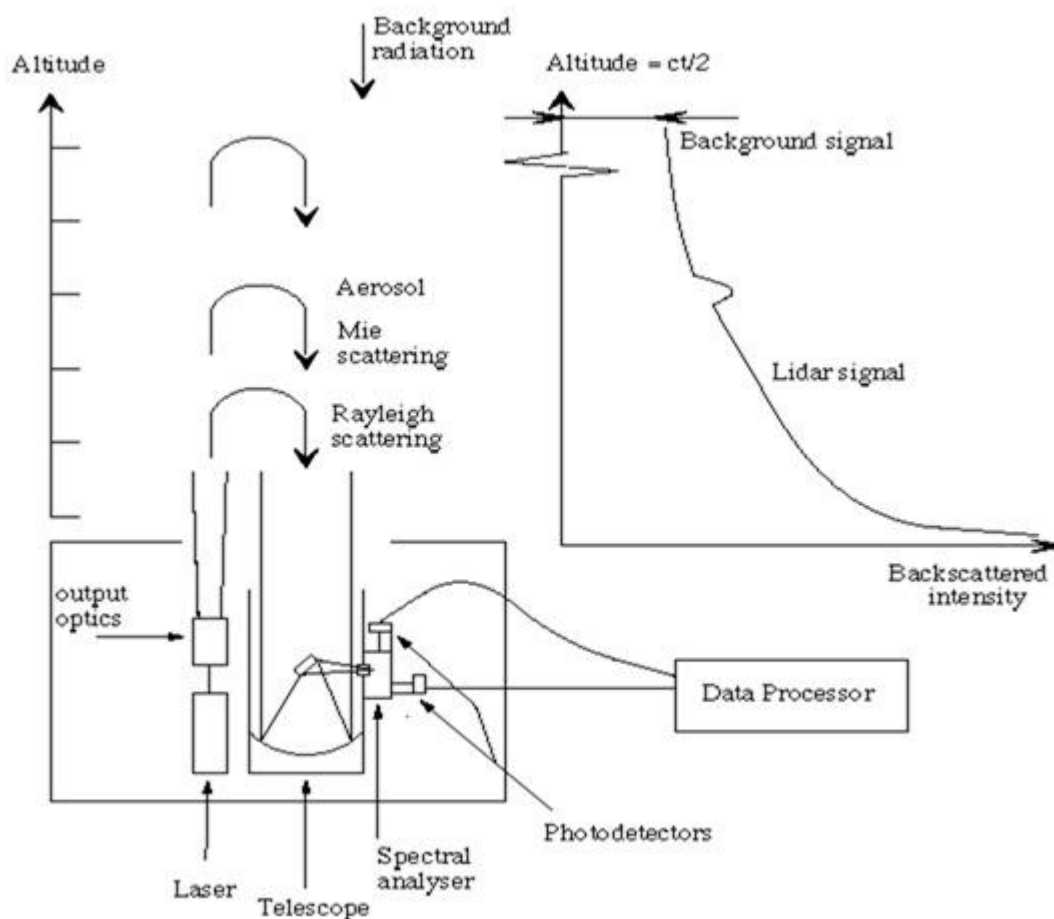 Background
radiation
Altitude
Altitude = ct/2
Background signal
Aerosol
Mie
scattering
Rayleigh
scattering
Lidar signal
Backscattered
intensity
output
optics
Data Processor
Photodetectors
Spectral
analyser
Laser
Telescope